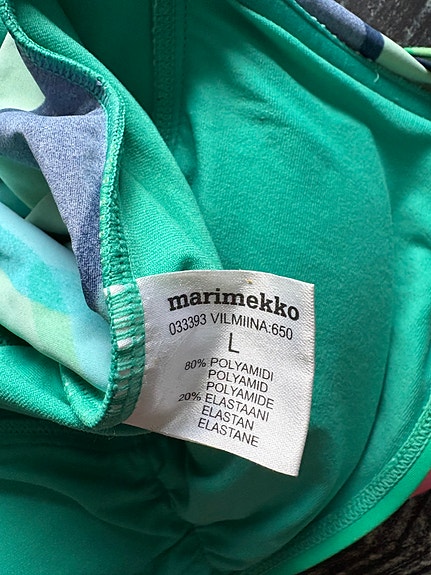 marimekko
033393 VILMIINA:650
L
80% POLYAMIDI
POLYAMID
POLYAMIDE
20% ELASTAANI
ELASTAN
ELASTANE